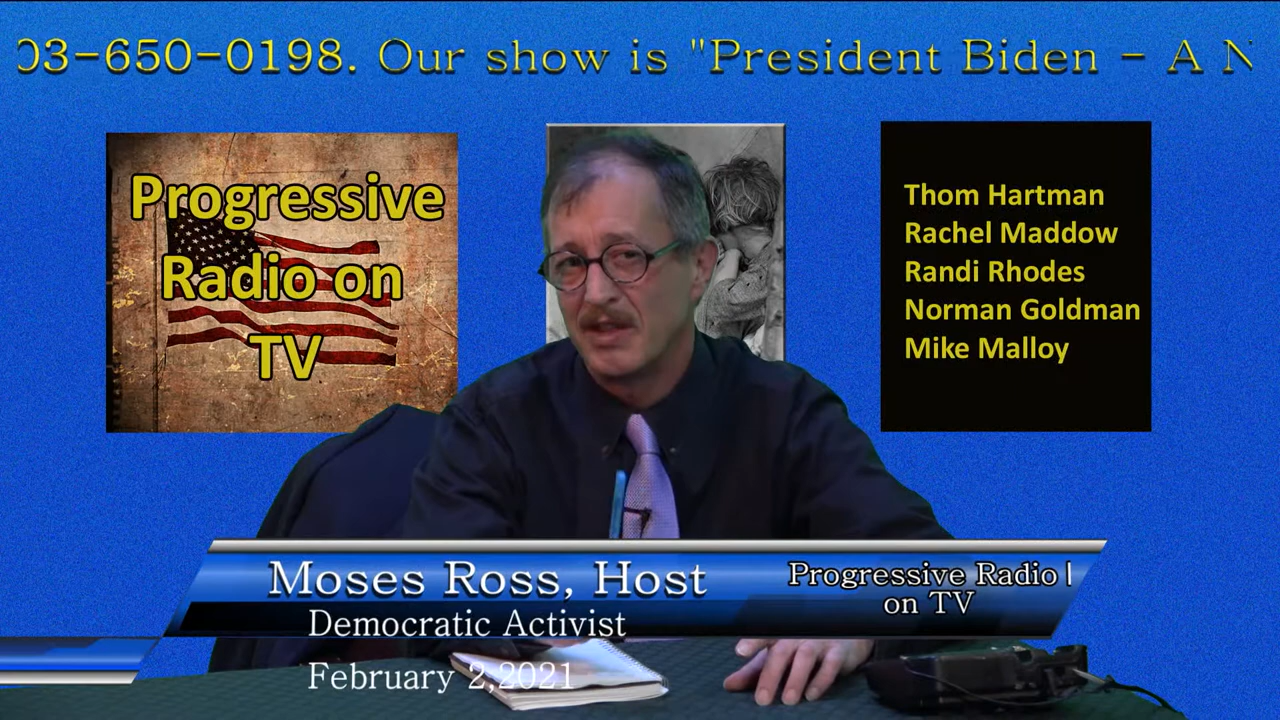 03-650-0198. Our show is "President Biden - A N
Progressive
Radio on
TV
Thom Hartman
Rachel Maddow
Randi Rhodes
Norman Goldman
Mike Malloy
Moses Ross, Host
Democratic Activist
February 2,2021
Progressive Radio
on TV